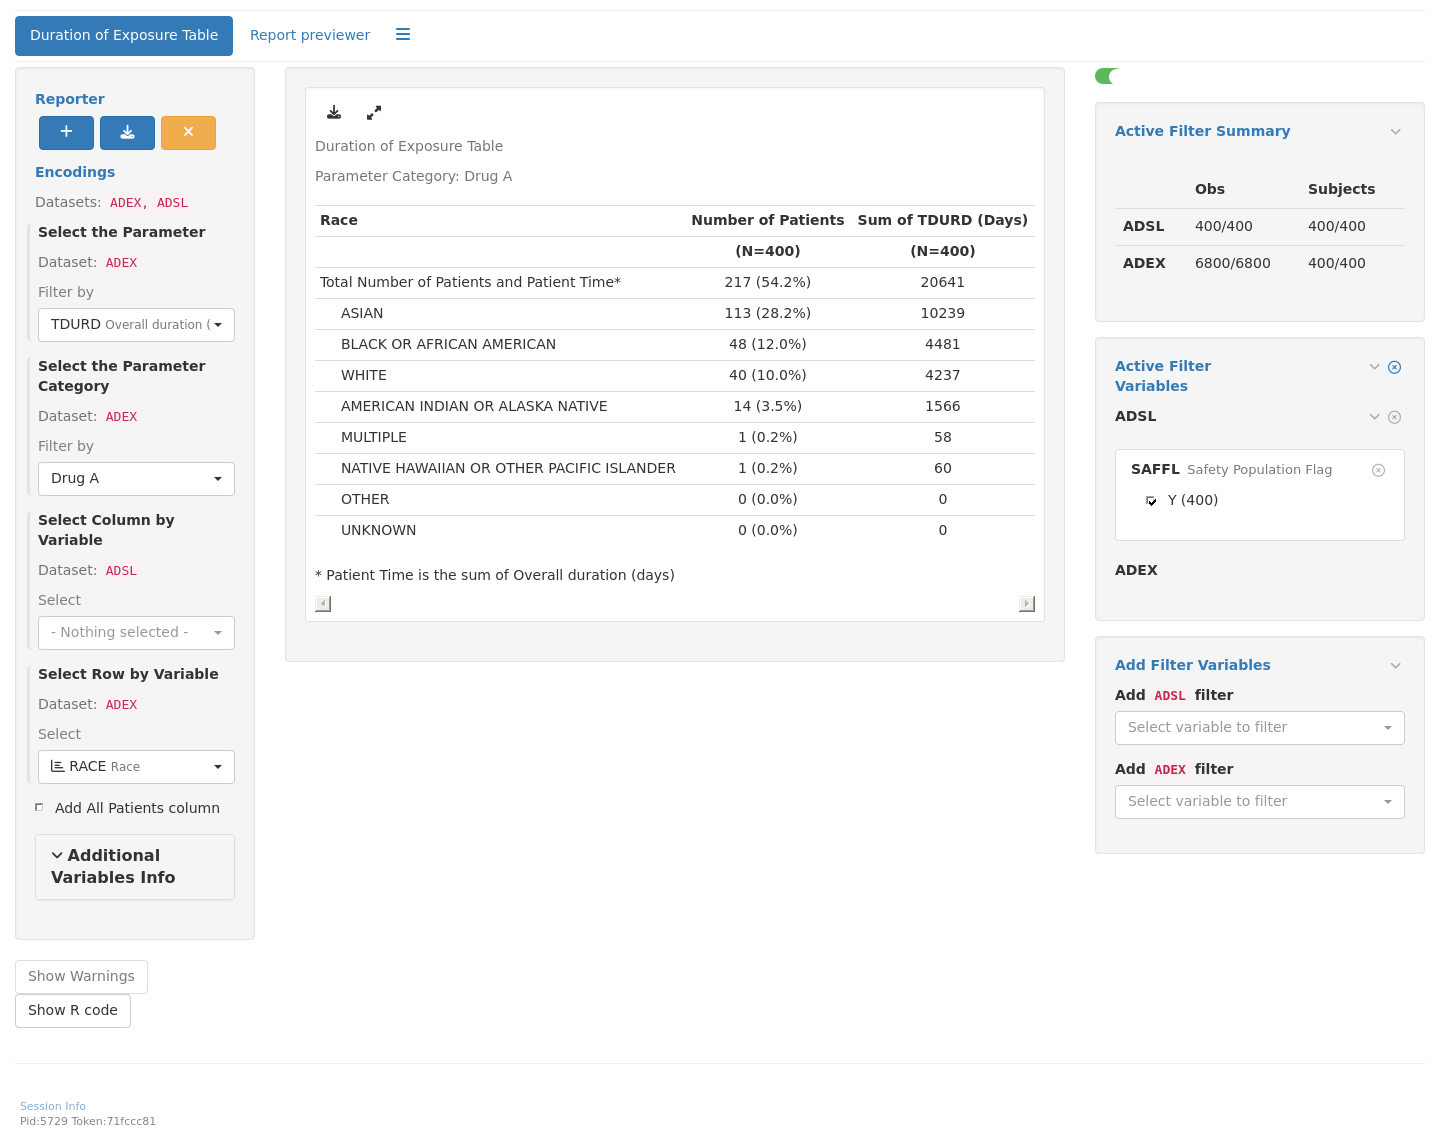 Duration of Exposure Table
Report previewer
Reporter
Encodings
Datasets: ADEX, ADSL
Select the Parameter
Dataset: ADEX
Filter by
TDURD Overall duration (
Select the Parameter
Category
Dataset: ADEX
Filter by
Drug A
Select Column by
Variable
Dataset: ADSL
Select
- Nothing selected -
Select Row by Variable
Dataset: ADEX
Select
RACE Race
Add All Patients column
Additional
Variables Info
Show Warnings
Show R code
Duration of Exposure Table
Parameter Category: Drug A
Race Number of Patients Sum of TDURD (Days)
(N=400) (N=400)
Total Number of Patients and Patient Time* 217 (54.2%) 20641
ASIAN 113 (28.2%) 10239
BLACK OR AFRICAN AMERICAN 48 (12.0%) 4481
WHITE 40 (10.0%) 4237
AMERICAN INDIAN OR ALASKA NATIVE 14 (3.5%) 1566
MULTIPLE 1 (0.2%) 58
NATIVE HAWAIIAN OR OTHER PACIFIC ISLANDER 1 (0.2%) 60
OTHER 0 (0.0%) 0
UNKNOWN 0 (0.0%) 0
* Patient Time is the sum of Overall duration (days)
Active Filter Summary
Obs Subjects
ADSL 400/400 400/400
ADEX 6800/6800 400/400
Active Filter
Variables
ADSL
SAFFL Safety Population Flag
Y (400)
ADEX
Add Filter Variables
Add ADSL filter
Select variable to filter
Add ADEX filter
Select variable to filter
Session Info
Pid:5729 Token:71fccc81